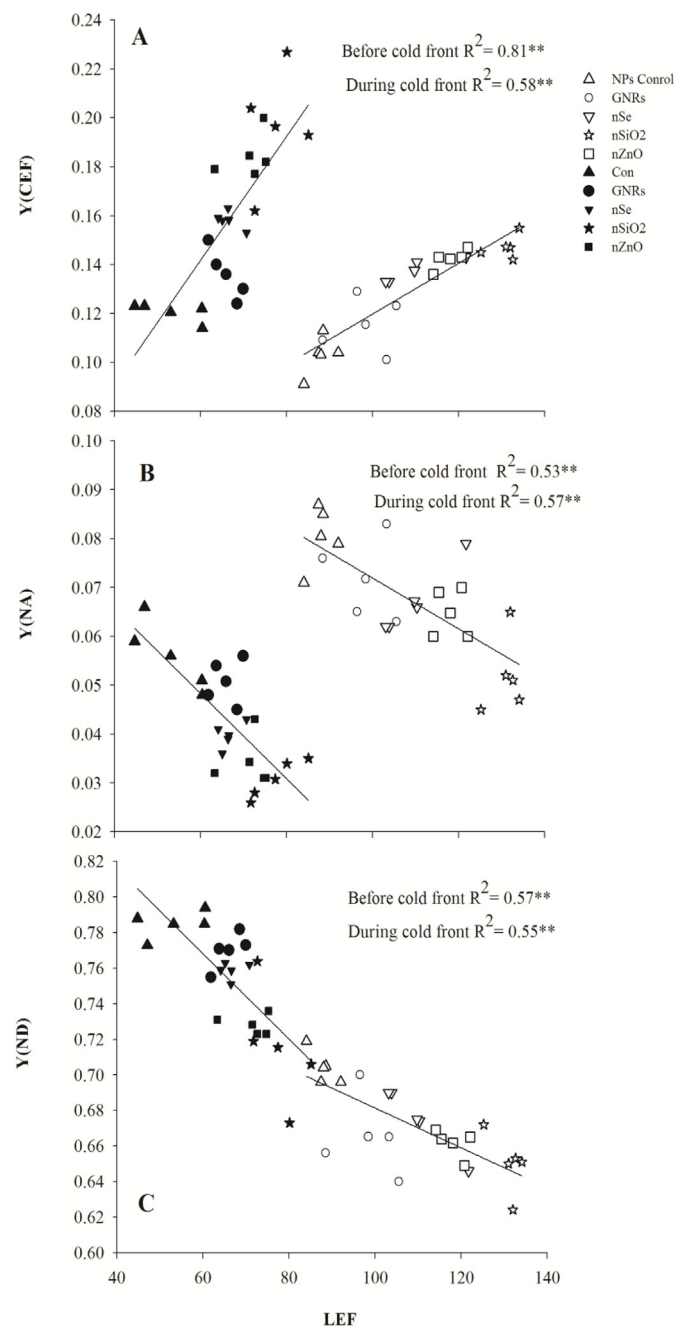 A
Before cold front R2= 0.81**
During cold front R2= 0.58**
NPs Conrol
GNRs
nSe
nSiO2
nZnO
Con
GNRs
nSe
nSiO2
nZnO
Y(CEF)
0.24
0.22
0.20
0.18
0.16
0.14
0.12
0.10
0.08
B
Before cold front R2= 0.53**
During cold front R2= 0.57**
Y(NA)
0.10
0.09
0.08
0.07
0.06
0.05
0.04
0.03
0.02
Before cold front R2= 0.57**
During cold front R2= 0.55**
Y(ND)
0.82
0.80
0.78
0.76
0.74
0.72
0.70
0.68
0.66
0.64
0.62
0.60
C
40 60 80 100 120 140
LEF